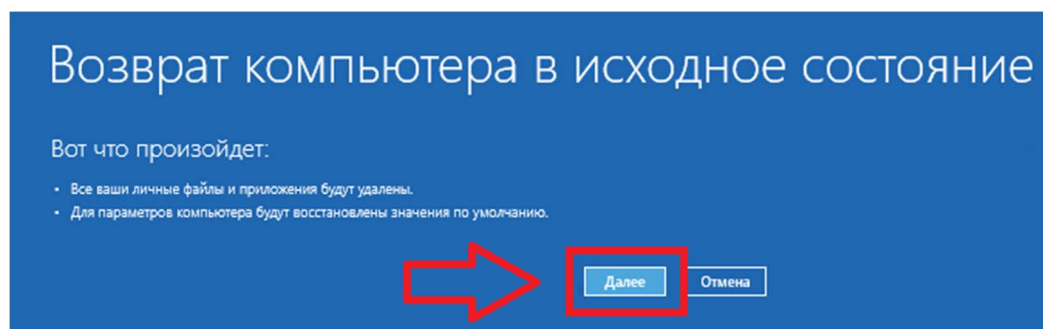 Возврат компьютера в исходное состояние
Вот что произойдет:
• Все ваши личные файлы и приложения будут удалены.
• Для параметров компьютера будут восстановлены значения по умолчанию.
Далее Отмена